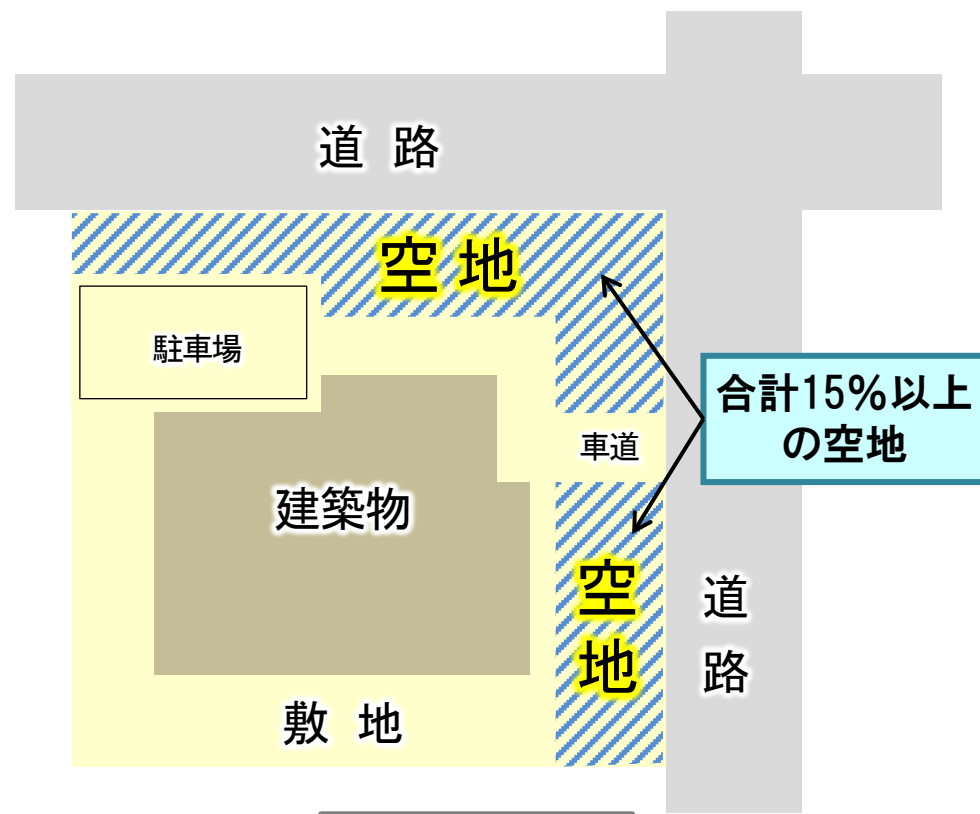 道 路
空 地
駐車場
合計15%以上
の空地
車道
建築物
空
地
道
路
敷 地